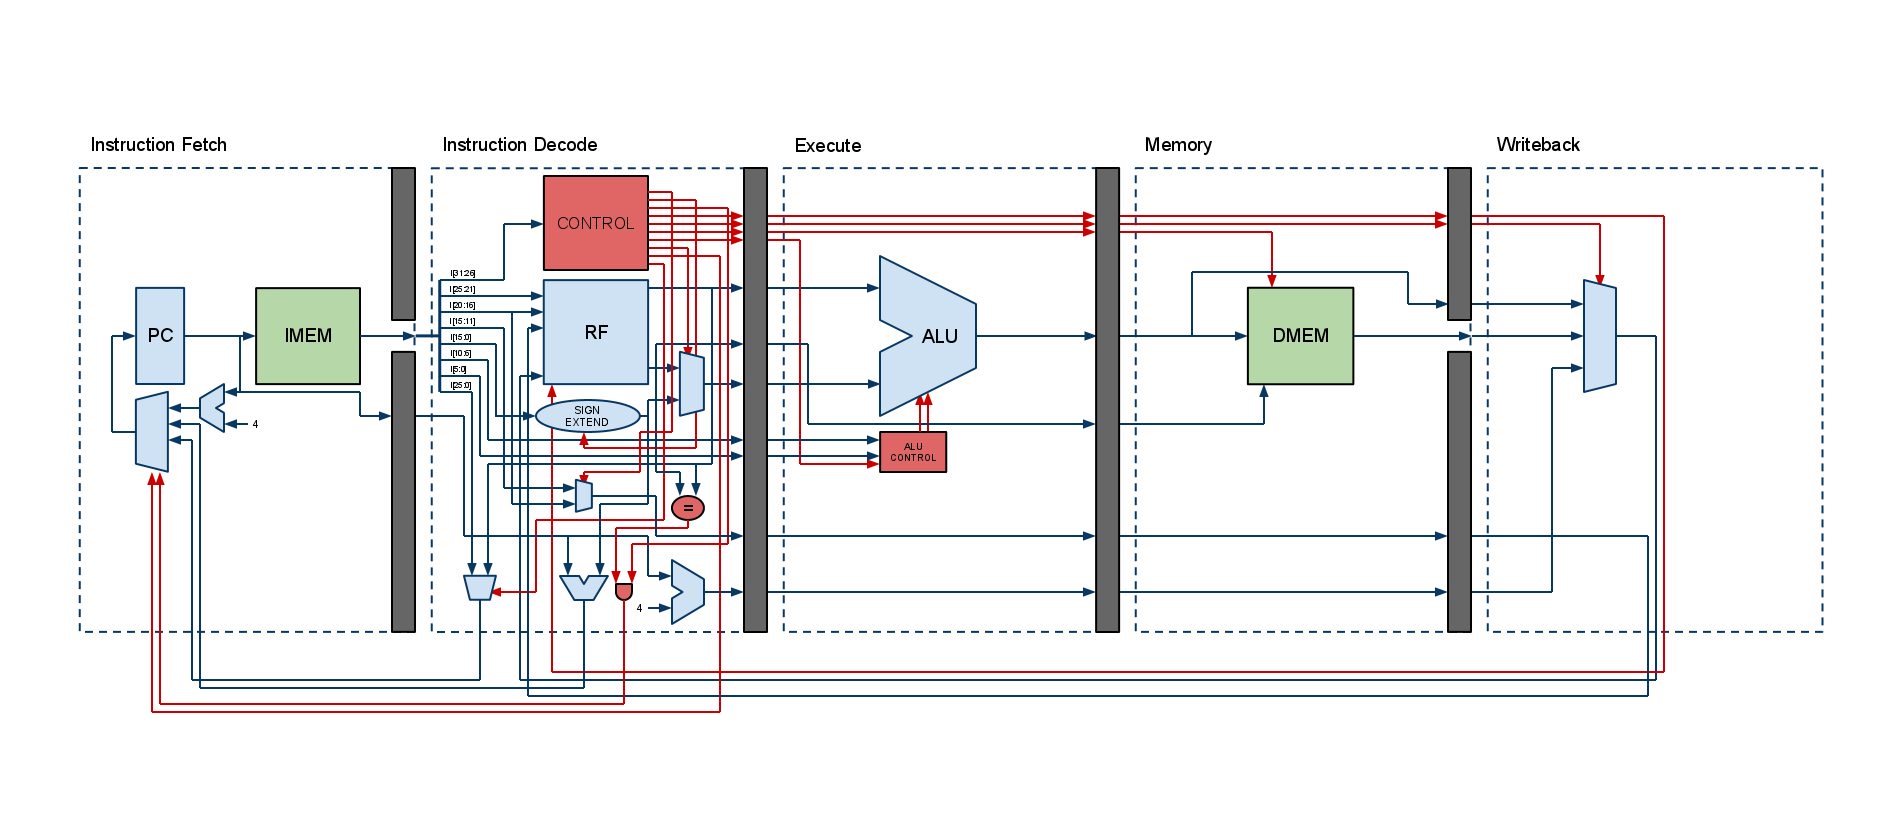 Instruction Fetch
Instruction Decode
Execute
Memory
Writeback
CONTROL
I[31:26]
I[25:21]
I[20:16]
I[15:11]
I[15:0]
I[10:6]
I[5:0]
I[25:0]
PC
IMEM
RF
ALU
DMEM
SIGN
EXTEND
4
ALU
CONTROL
=
4